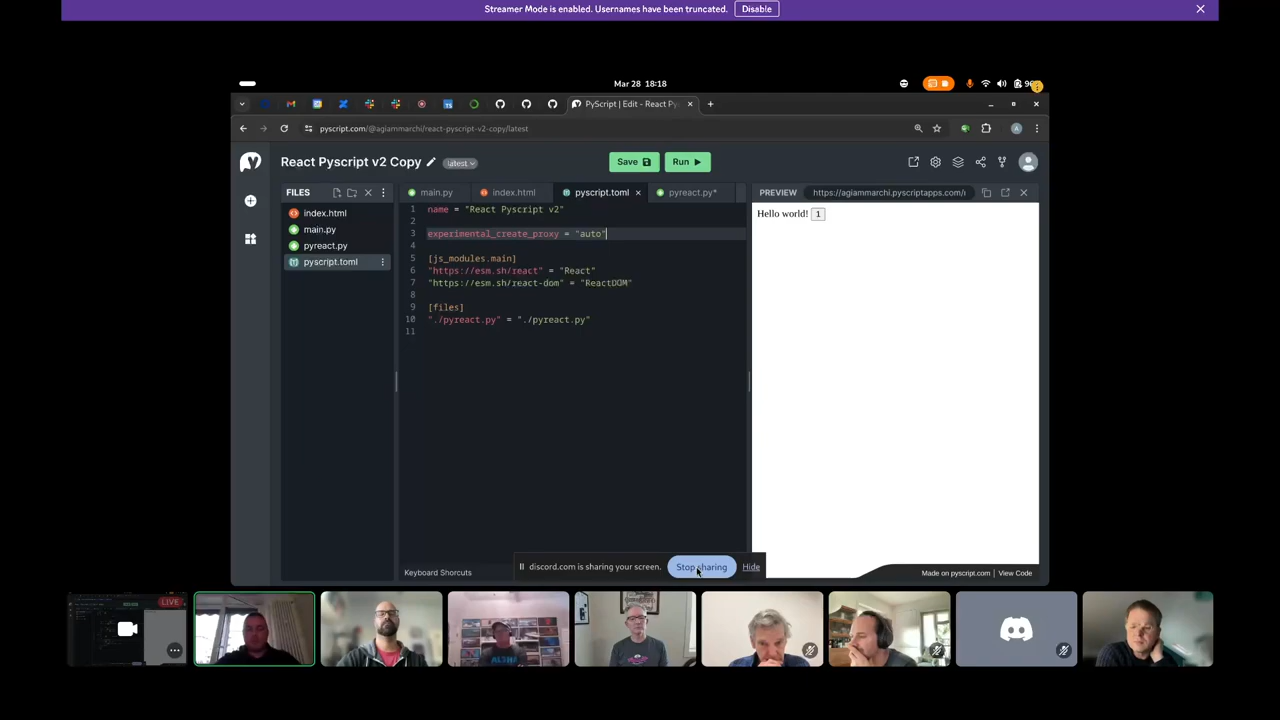 Streamer Mode is enabled. Usernames have been truncated. Disable
Mar 28 18:18
PyScript | Edit - React Py
pyscript.com/@agiammarchi/react-pyscript-v2-copy/latest
React Pyscript v2 Copy latest Save Run
FILES
index.html
main.py
pyreact.py
pyscript.toml
main.py index.html pyscript.toml pyreact.py*
1 name = "React Pyscript v2"
2
3 experimental_create_proxy = "auto"
4
5 [js_modules.main]
6 "https://esm.sh/react" = "React"
7 "https://esm.sh/react-dom" = "ReactDOM"
8
9 [files]
10 "./pyreact.py" = "./pyreact.py"
11
PREVIEW https://agiammarchi.pyscriptapps.com/
Hello world! 1
discord.com is sharing your screen. Stop sharing Hide
Keyboard Shorcuts
Made on pyscript.com | View Code
LIVE